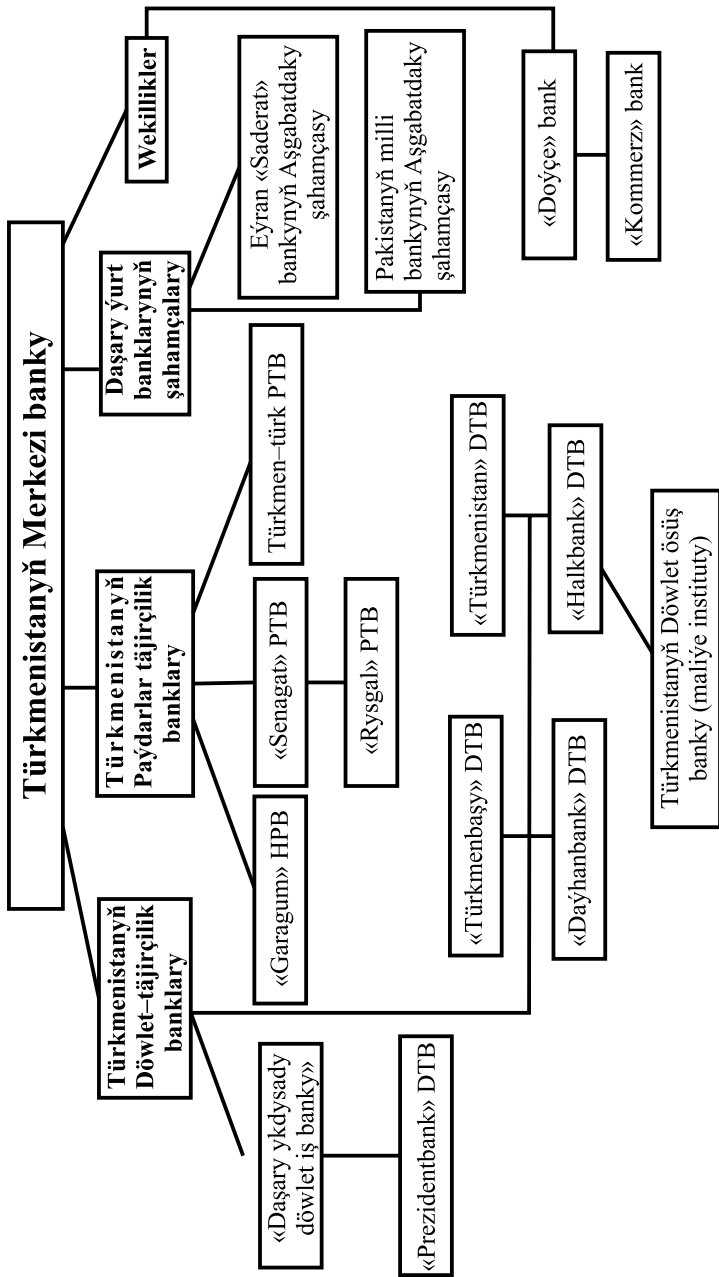 Türkmenistanyň Merkezi banky
Türkmenistanyň
Döwlet–täjirçilik
banklary
Türkmenistanyň
Paýdarlar täjirçilik
banklary
Daşary ýurt
banklarynyň
şahamçalary
Wekillikler
«Daşary ykdysady
döwlet iş banky»
«Prezidentbank» DTB
«Garagum» HPB
«Senagat» PTB
«Rysgal» PTB
Türkmen–türk PTB
Eýran «Saderat»
bankynyň Aşgabatdaky
şahamçasy
Pakistanyň milli
bankynyň Aşgabatdaky
şahamçasy
«Türkmenbaşy» DTB
«Türkmenistan» DTB
«Daýhanbank» DTB
«Halkbank» DTB
«Doýçe» bank
«Kommerz» bank
Türkmenistanyň Döwlet ösüş
banky (maliýe instituty)